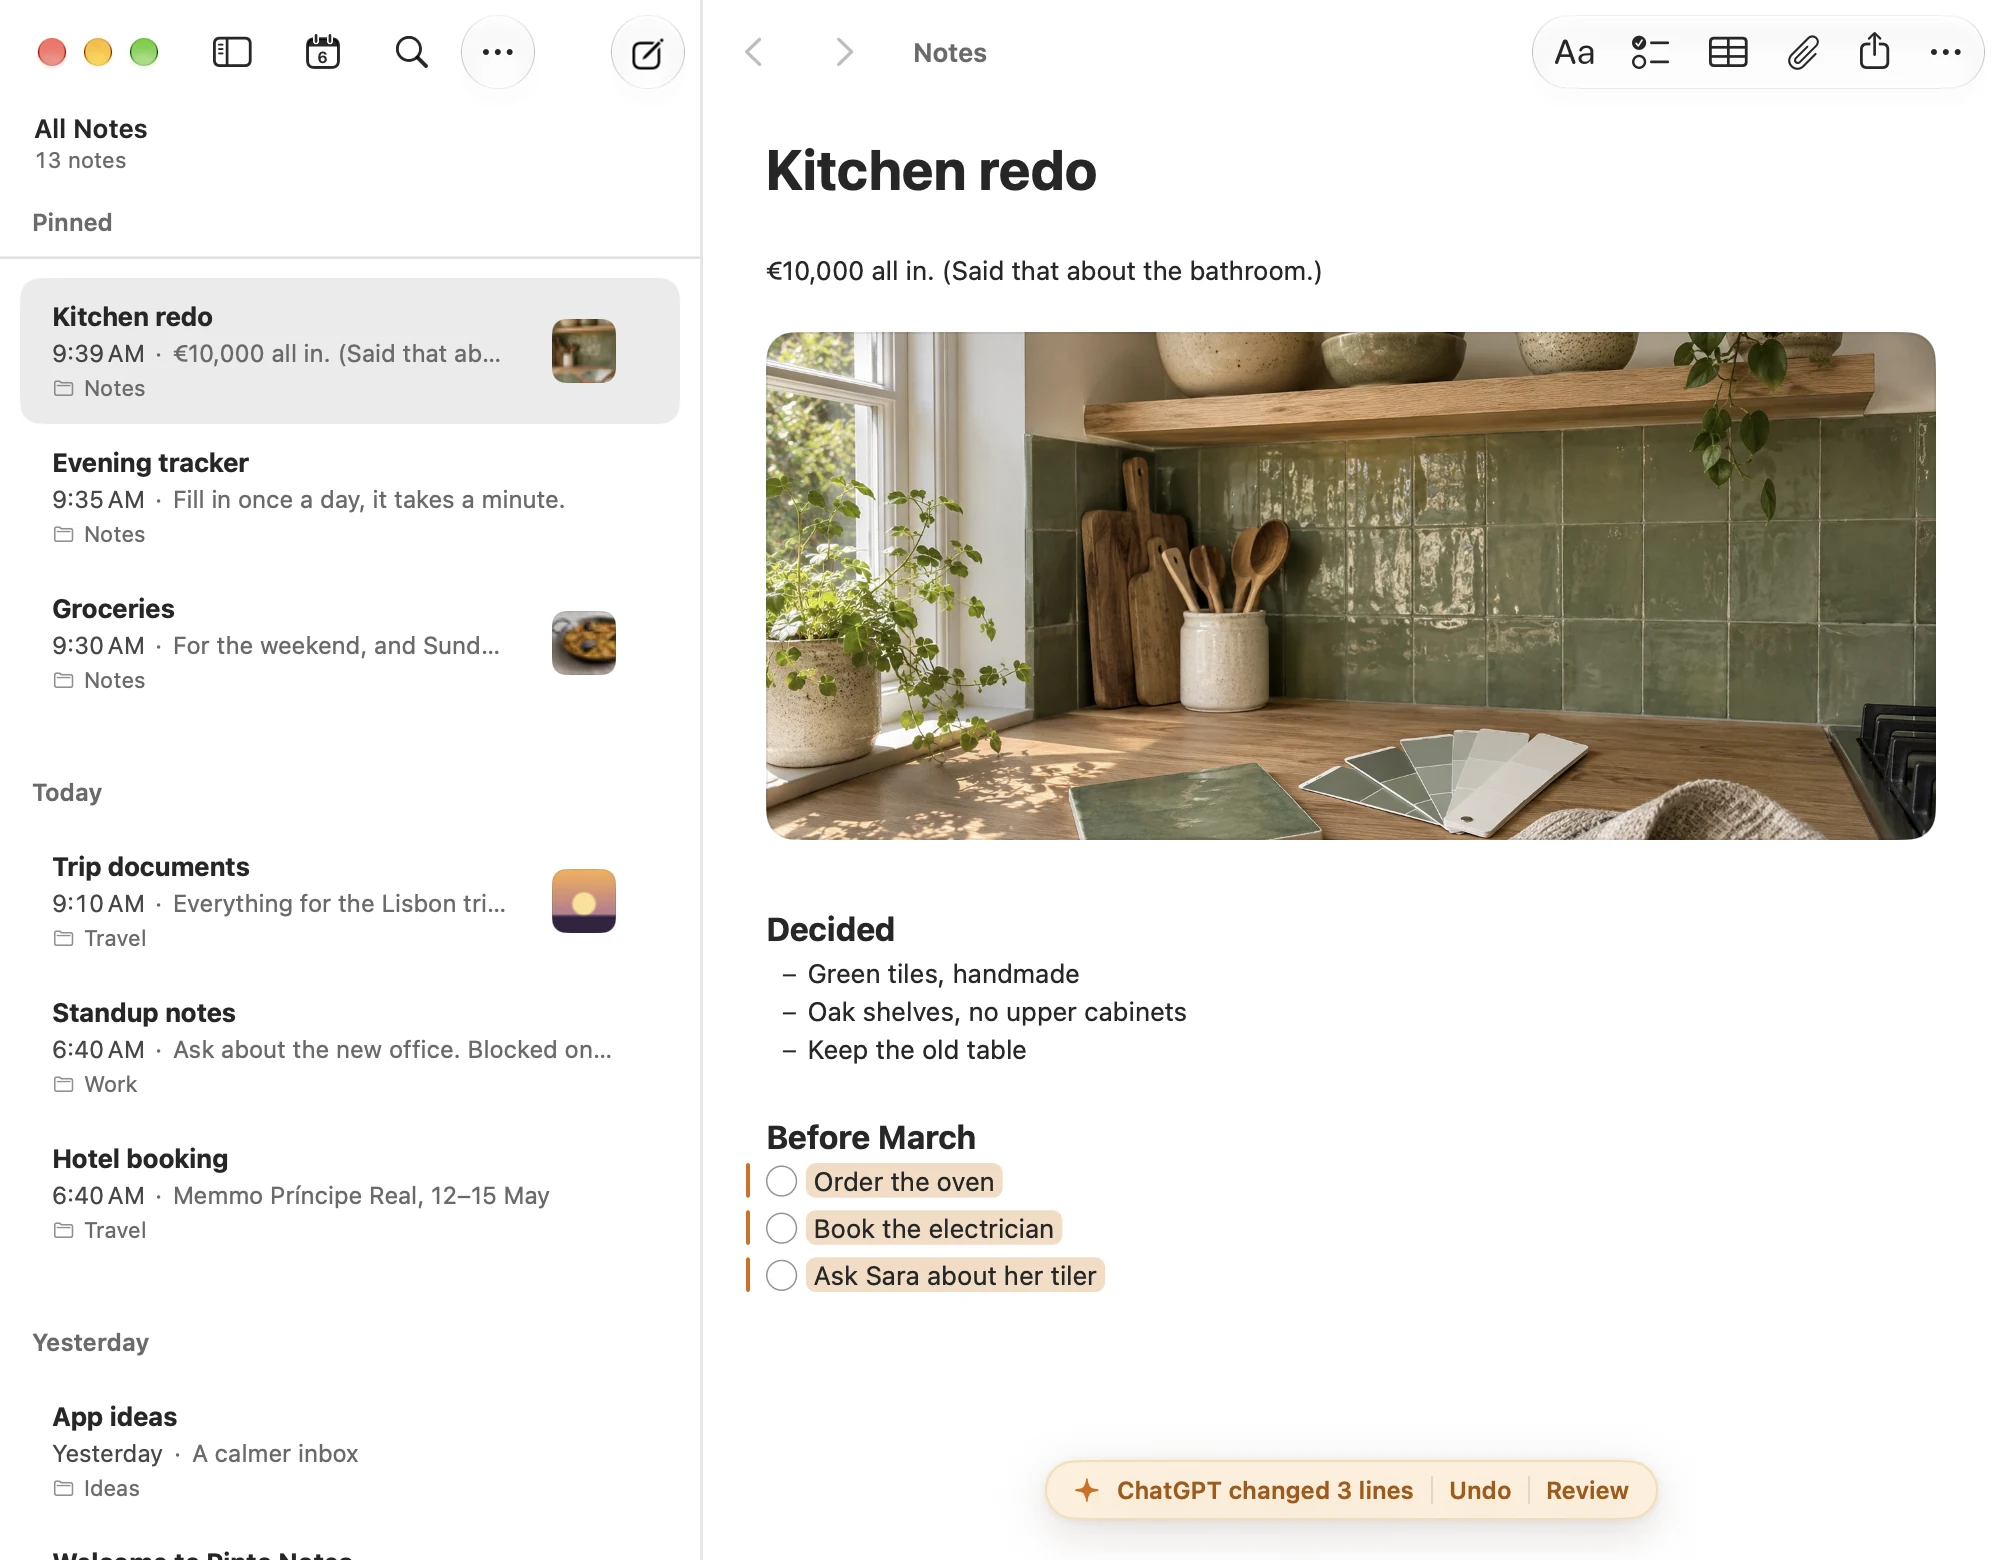 6
Notes
Aa
All Notes
13 notes
Pinned
Kitchen redo
9:39 AM · €10,000 all in. (Said that ab...
Notes
Evening tracker
9:35 AM · Fill in once a day, it takes a minute.
Notes
Groceries
9:30 AM · For the weekend, and Sund...
Notes
Today
Trip documents
9:10 AM · Everything for the Lisbon tri...
Travel
Standup notes
6:40 AM · Ask about the new office. Blocked on...
Work
Hotel booking
6:40 AM · Memmo Príncipe Real, 12–15 May
Travel
Yesterday
App ideas
Yesterday · A calmer inbox
Ideas
Kitchen redo
€10,000 all in. (Said that about the bathroom.)
Decided
– Green tiles, handmade
– Oak shelves, no upper cabinets
– Keep the old table
Before March
Order the oven
Book the electrician
Ask Sara about her tiler
ChatGPT changed 3 lines
Undo
Review